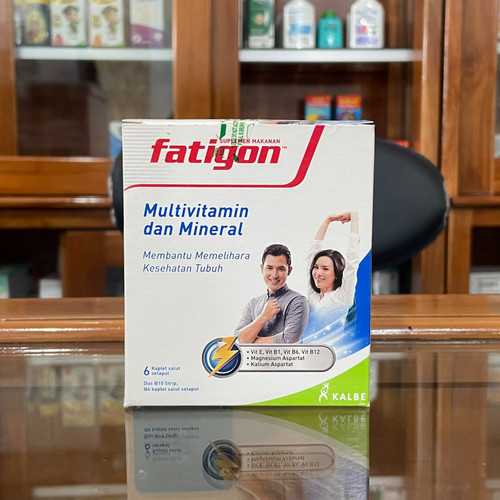 SUPLEMEN MAKANAN
fatigon™
Multivitamin
dan Mineral
Membantu Memelihara
Kesehatan Tubuh
• Vit E, Vit B1, Vit B6, Vit B12
• Magnesium Aspartat
• Kalium Aspartat
6 Kaplet salut
selaput
Dus @10 Strip,
@6 kaplet salut selaput
KALBE